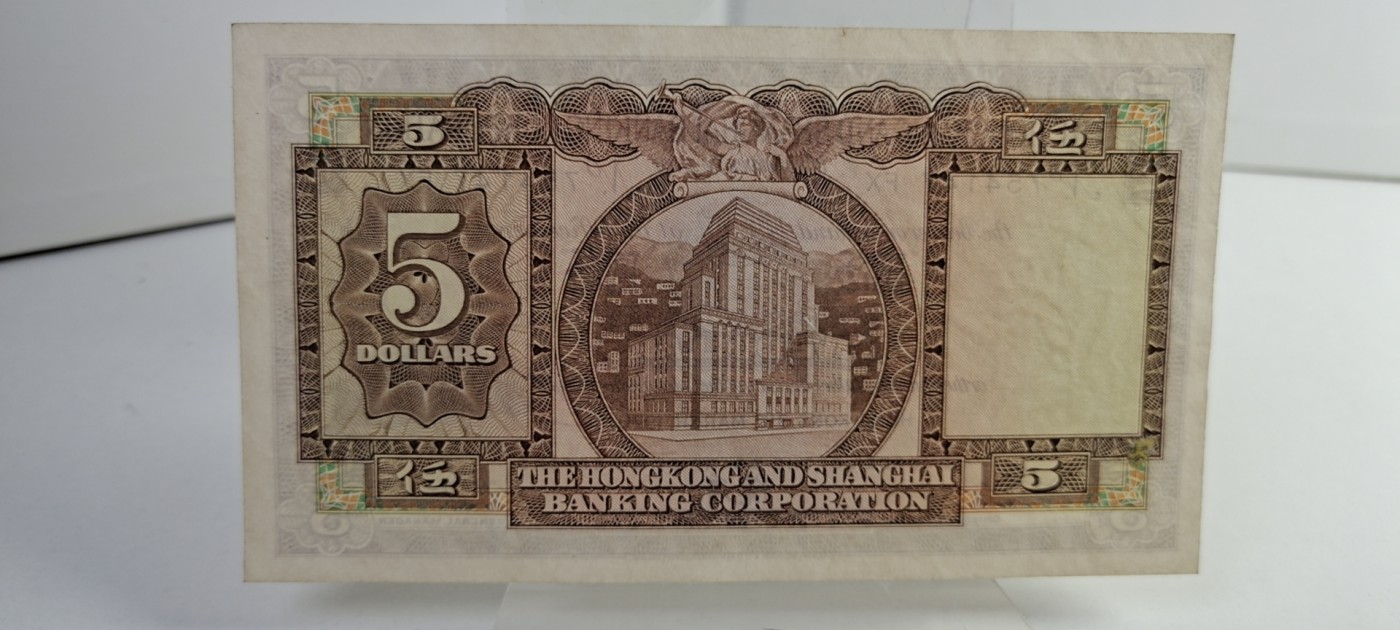 5
伍
5
DOLLARS
THE HONGKONG AND SHANGHAI
BANKING CORPORATION
伍
5